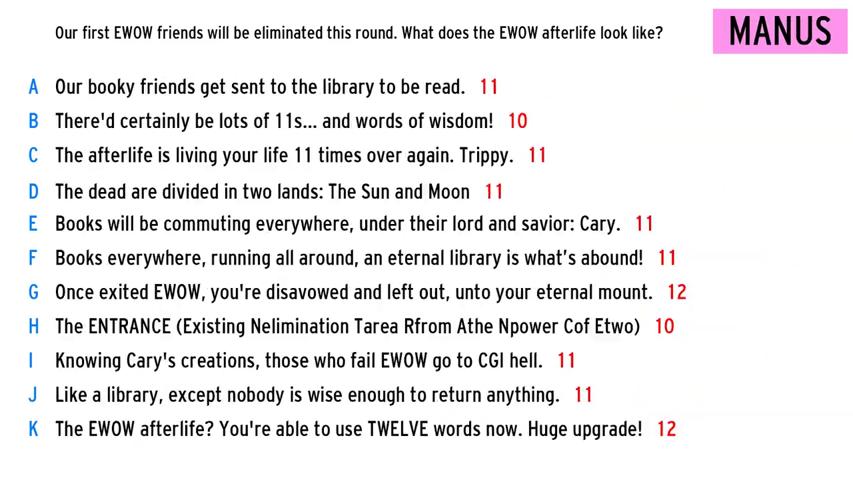 Our first EWOW friends will be eliminated this round. What does the EWOW afterlife look like?
MANUS
A Our booky friends get sent to the library to be read. 11
B There'd certainly be lots of 11s... and words of wisdom! 10
C The afterlife is living your life 11 times over again. Trippy. 11
D The dead are divided in two lands: The Sun and Moon 11
E Books will be commuting everywhere, under their lord and savior: Cary. 11
F Books everywhere, running all around, an eternal library is what’s abound! 11
G Once exited EWOW, you're disavowed and left out, unto your eternal mount. 12
H The ENTRANCE (Existing Nelimination Tarea Rfrom Athe Npower Cof Etwo) 10
I Knowing Cary's creations, those who fail EWOW go to CGI hell. 11
J Like a library, except nobody is wise enough to return anything. 11
K The EWOW afterlife? You're able to use TWELVE words now. Huge upgrade! 12